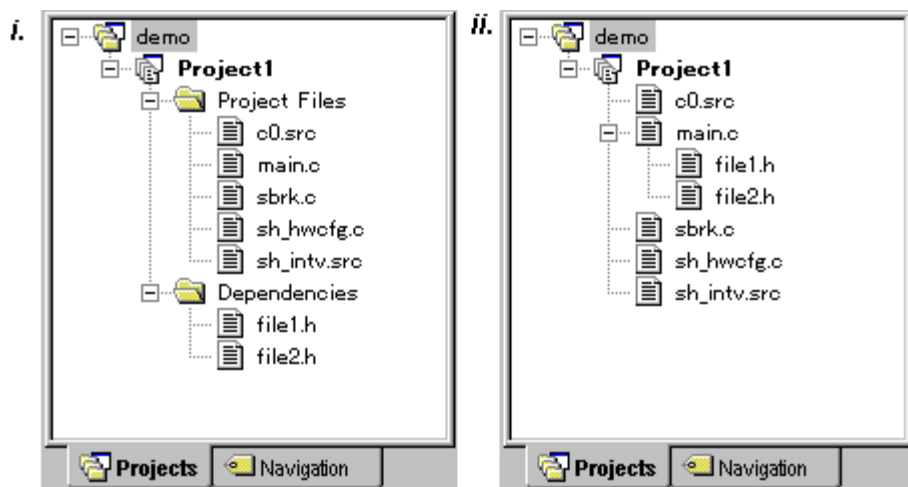 i.
demo
Project1
Project Files
c0.src
main.c
sbrk.c
sh_hwcfg.c
sh_intv.src
Dependencies
file1.h
file2.h
Projects
Navigation
ii.
demo
Project1
c0.src
main.c
file1.h
file2.h
sbrk.c
sh_hwcfg.c
sh_intv.src
Projects
Navigation